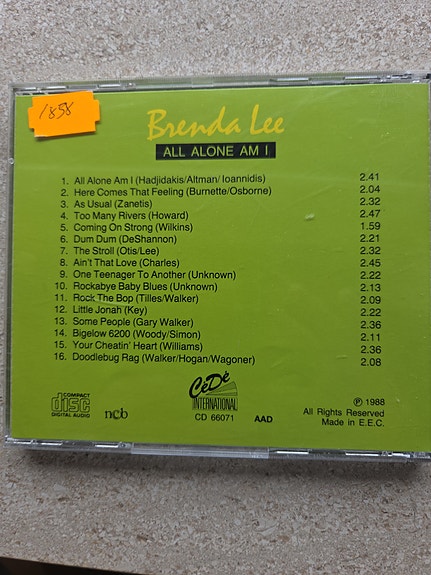 1858
Brenda Lee
ALL ALONE AM I
1. All Alone Am I (Hadjidakis/Altman/Ioannidis) 2.41
2. Here Comes That Feeling (Burnette/Osborne) 2.04
3. As Usual (Zanetis) 2.32
4. Too Many Rivers (Howard) 2.47
5. Coming On Strong (Wilkins) 1.59
6. Dum Dum (DeShannon) 2.21
7. The Stroll (Otis/Lee) 2.32
8. Ain't That Love (Charles) 2.45
9. One Teenager To Another (Unknown) 2.22
10. Rockabye Baby Blues (Unknown) 2.13
11. Rock The Bop (Tilles/Walker) 2.09
12. Little Jonah (Key) 2.22
13. Some People (Gary Walker) 2.36
14. Bigelow 6200 (Woody/Simon) 2.11
15. Your Cheatin' Heart (Williams) 2.36
16. Doodlebug Rag (Walker/Hogan/Wagoner) 2.08
COMPACT
disc
DIGITAL AUDIO
ncb
CéDé
INTERNATIONAL
CD 66071
AAD
Ⓟ 1988
All Rights Reserved
Made in E.E.C.